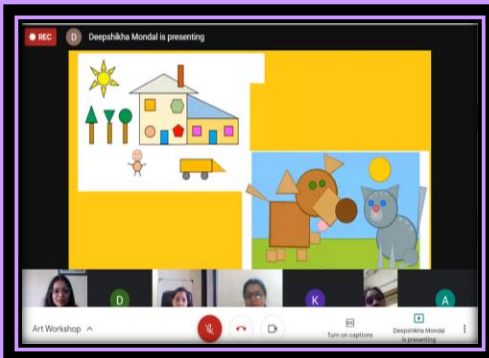 REC D Deepshikha Mondal is presenting
D K A
Art Workshop Turn on captions Deepshikha Mondal
is presenting